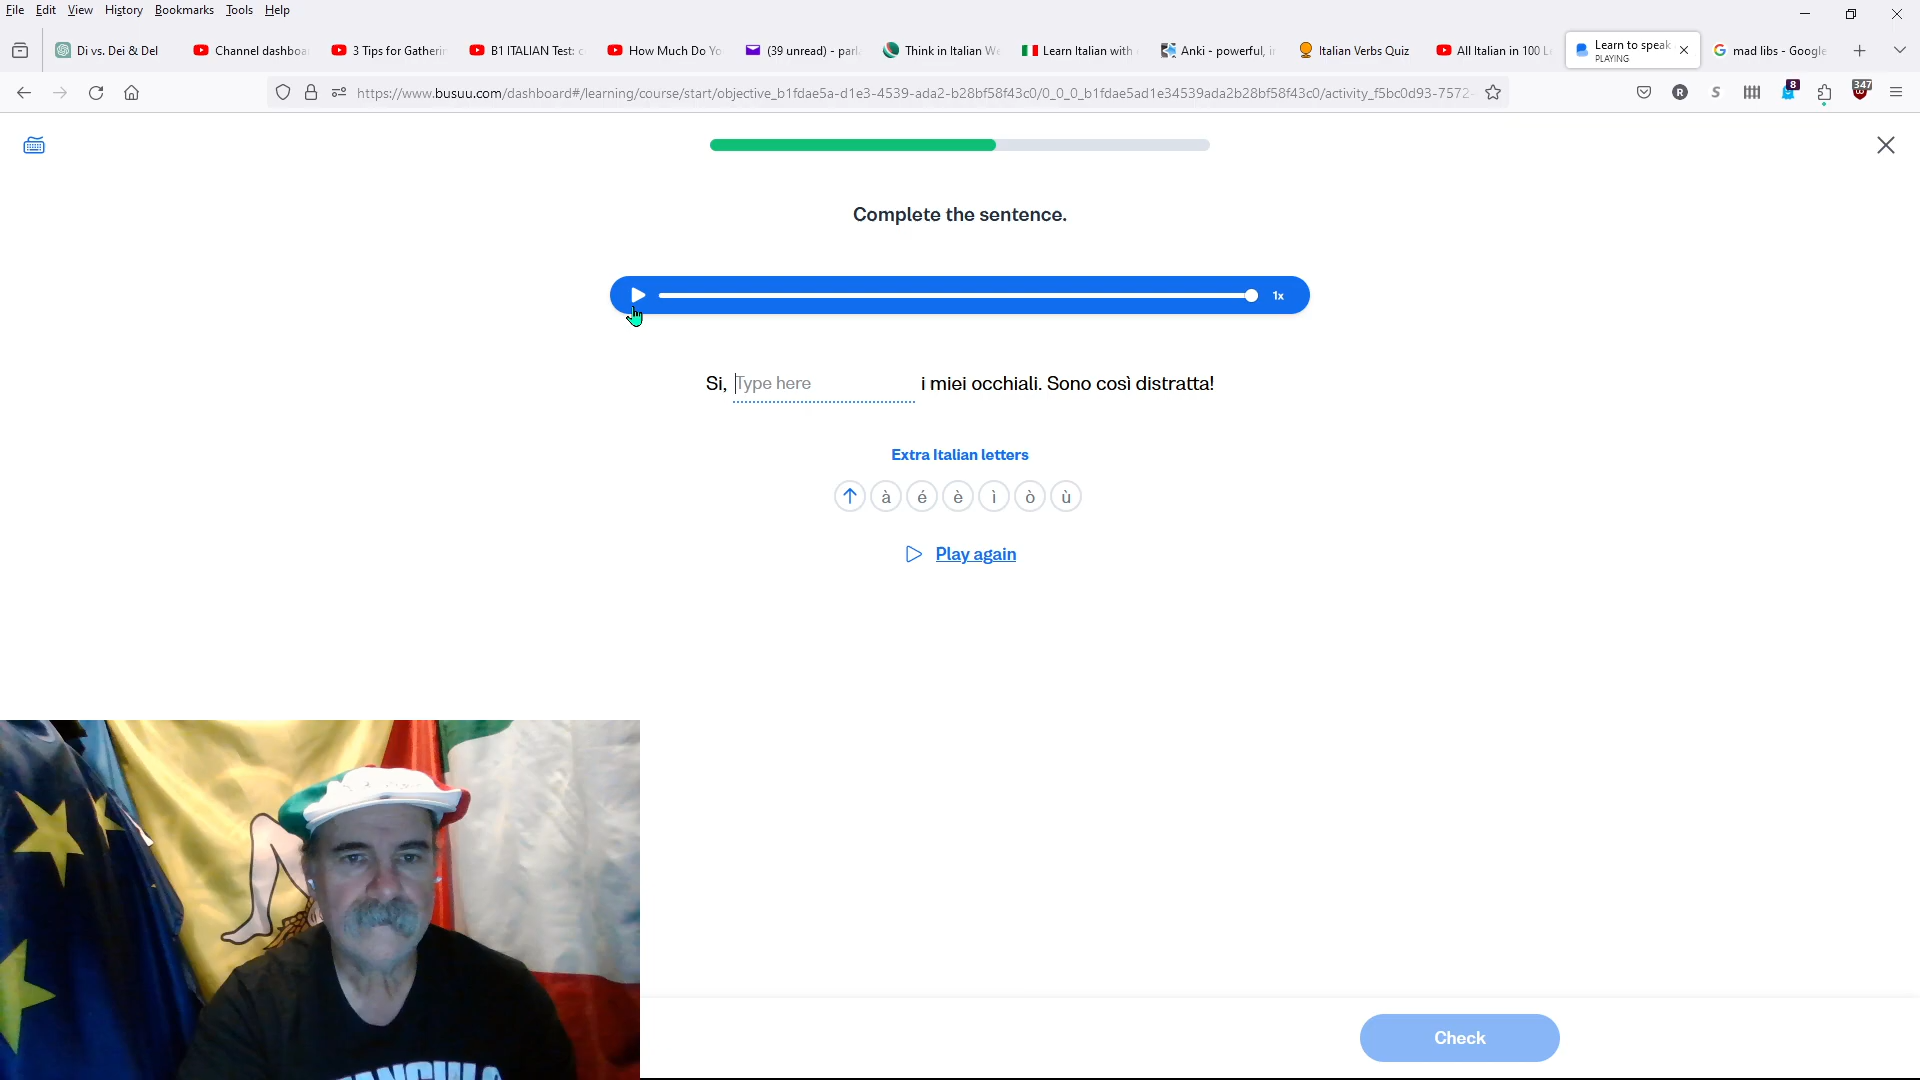 File Edit View History Bookmarks Tools Help
Di vs. Dei & Del
Channel dashboa
3 Tips for Gatherin
B1 ITALIAN Test: c
How Much Do Yo
(39 unread) - parl
Think in Italian We
Learn Italian with
Anki - powerful, i
Italian Verbs Quiz
All Italian in 100 L
Learn to speak
PLAYING
mad libs - Google
https://www.busuu.com/dashboard#/learning/course/start/objective_b1fdae5a-d1e3-4539-ada2-b28bf58f43c0/0_0_0_b1fdae5ad1e34539ada2b28bf58f43c0/activity_f5bc0d93-7572-
R
S
8
347
Complete the sentence.
1x
Si, Type here i miei occhiali. Sono così distratta!
Extra Italian letters
à é è ì ò ù
Play again
Check